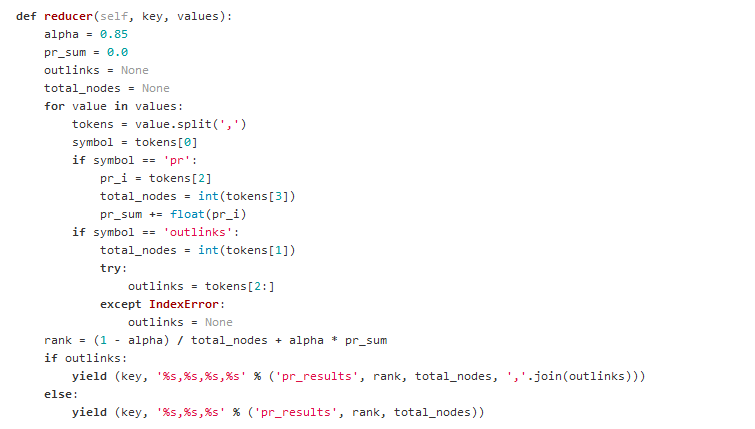 def reducer(self, key, values):
    alpha = 0.85
    pr_sum = 0.0
    outlinks = None
    total_nodes = None
    for value in values:
        tokens = value.split(',')
        symbol = tokens[0]
        if symbol == 'pr':
            pr_i = tokens[2]
            total_nodes = int(tokens[3])
            pr_sum += float(pr_i)
        if symbol == 'outlinks':
            total_nodes = int(tokens[1])
            try:
                outlinks = tokens[2:]
            except IndexError:
                outlinks = None
    rank = (1 - alpha) / total_nodes + alpha * pr_sum
    if outlinks:
        yield (key, '%s,%s,%s,%s' % ('pr_results', rank, total_nodes, ','.join(outlinks)))
    else:
        yield (key, '%s,%s,%s' % ('pr_results', rank, total_nodes))